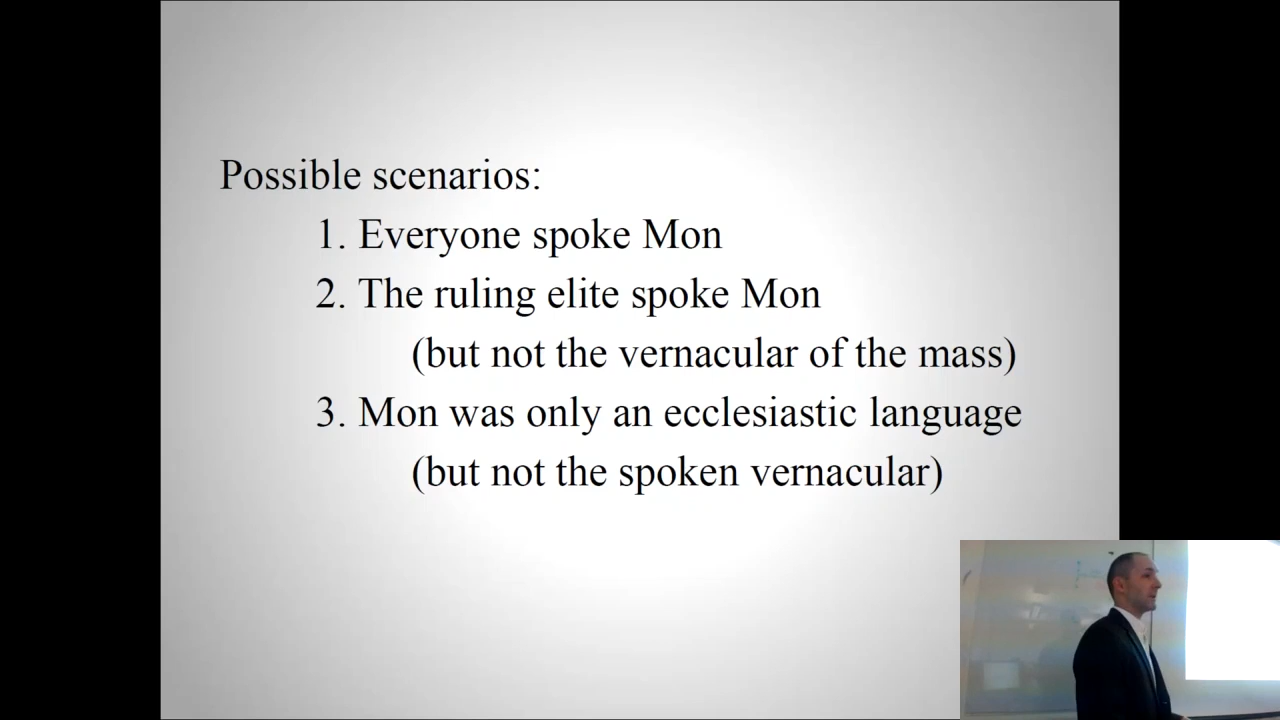 Possible scenarios:
1. Everyone spoke Mon
2. The ruling elite spoke Mon
(but not the vernacular of the mass)
3. Mon was only an ecclesiastic language
(but not the spoken vernacular)